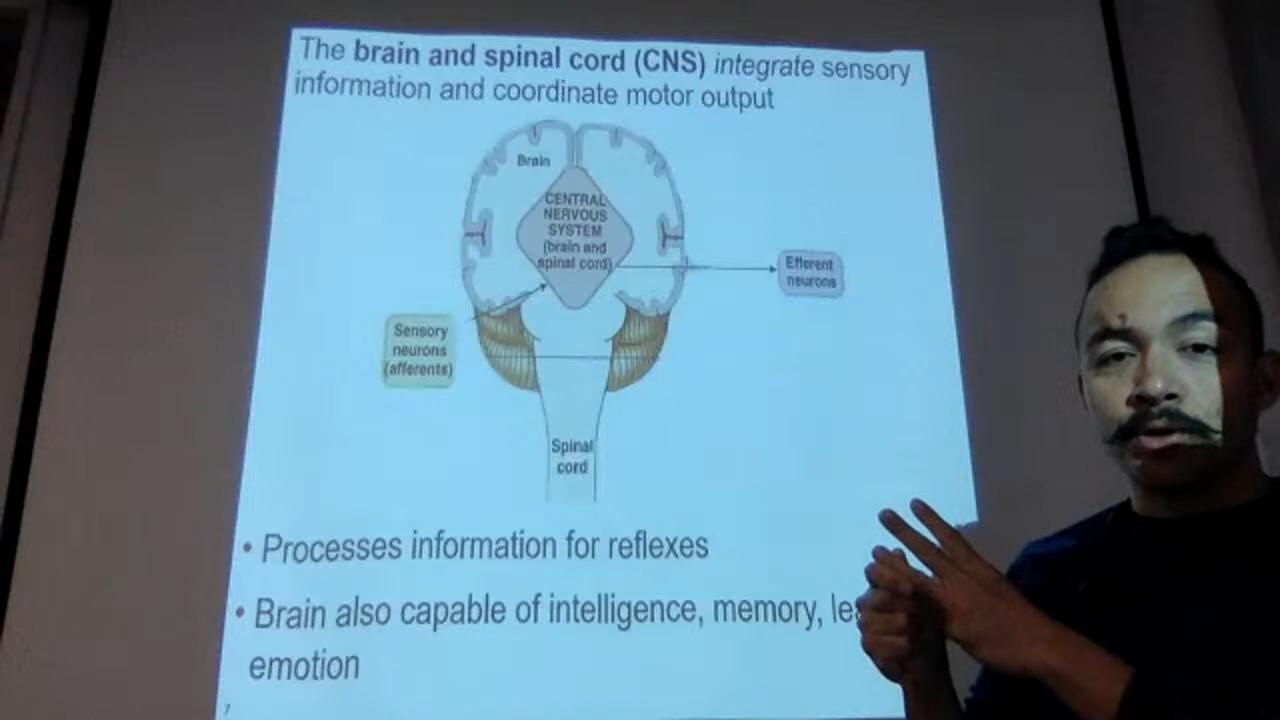 The brain and spinal cord (CNS) integrate sensory
information and coordinate motor output
Brain
CENTRAL
NERVOUS
SYSTEM
(brain and
spinal cord)
Efferent
neurons
Sensory
neurons
(afferents)
Spinal
cord
• Processes information for reflexes
• Brain also capable of intelligence, memory,
emotion
7